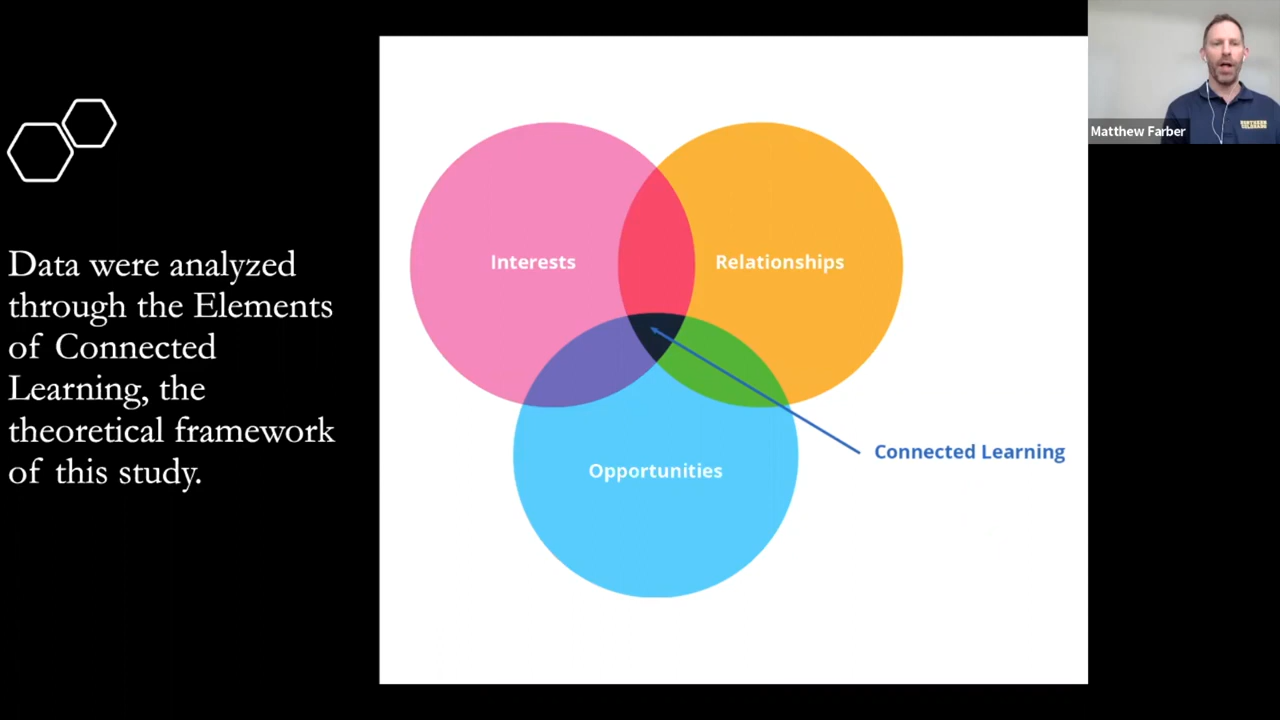 Data were analyzed
through the Elements
of Connected
Learning, the
theoretical framework
of this study.
Interests
Relationships
Opportunities
Connected Learning
Matthew Farber